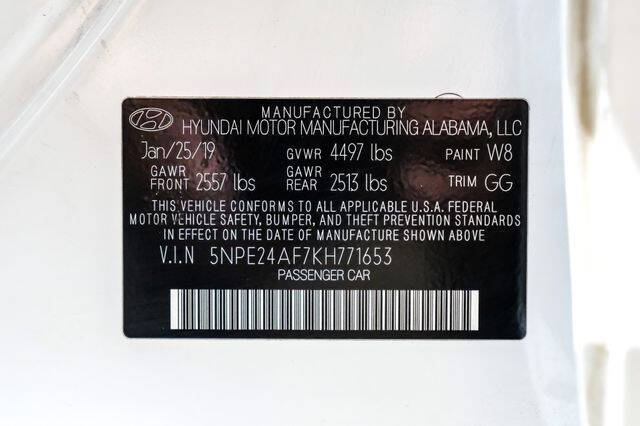 MANUFACTURED BY
HYUNDAI MOTOR MANUFACTURING ALABAMA, LLC
Jan/25/19 GVWR 4497 lbs PAINT W8
GAWR FRONT 2557 lbs GAWR REAR 2513 lbs TRIM GG
THIS VEHICLE CONFORMS TO ALL APPLICABLE U.S.A. FEDERAL
MOTOR VEHICLE SAFETY, BUMPER, AND THEFT PREVENTION STANDARDS
IN EFFECT ON THE DATE OF MANUFACTURE SHOWN ABOVE
V.I.N 5NPE24AF7KH771653
PASSENGER CAR